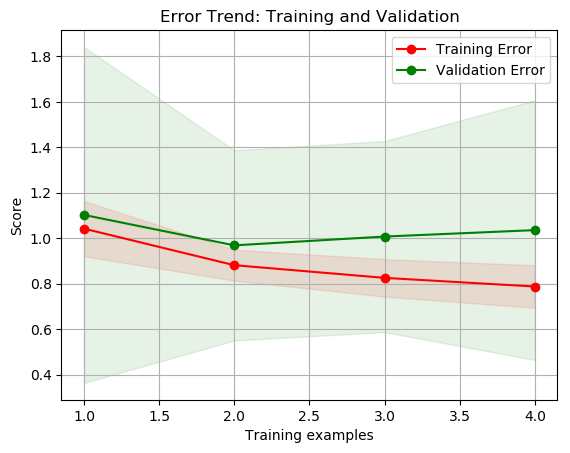 Error Trend: Training and Validation
Training Error
Validation Error
Score
1.8
1.6
1.4
1.2
1.0
0.8
0.6
0.4
1.0 1.5 2.0 2.5 3.0 3.5 4.0
Training examples